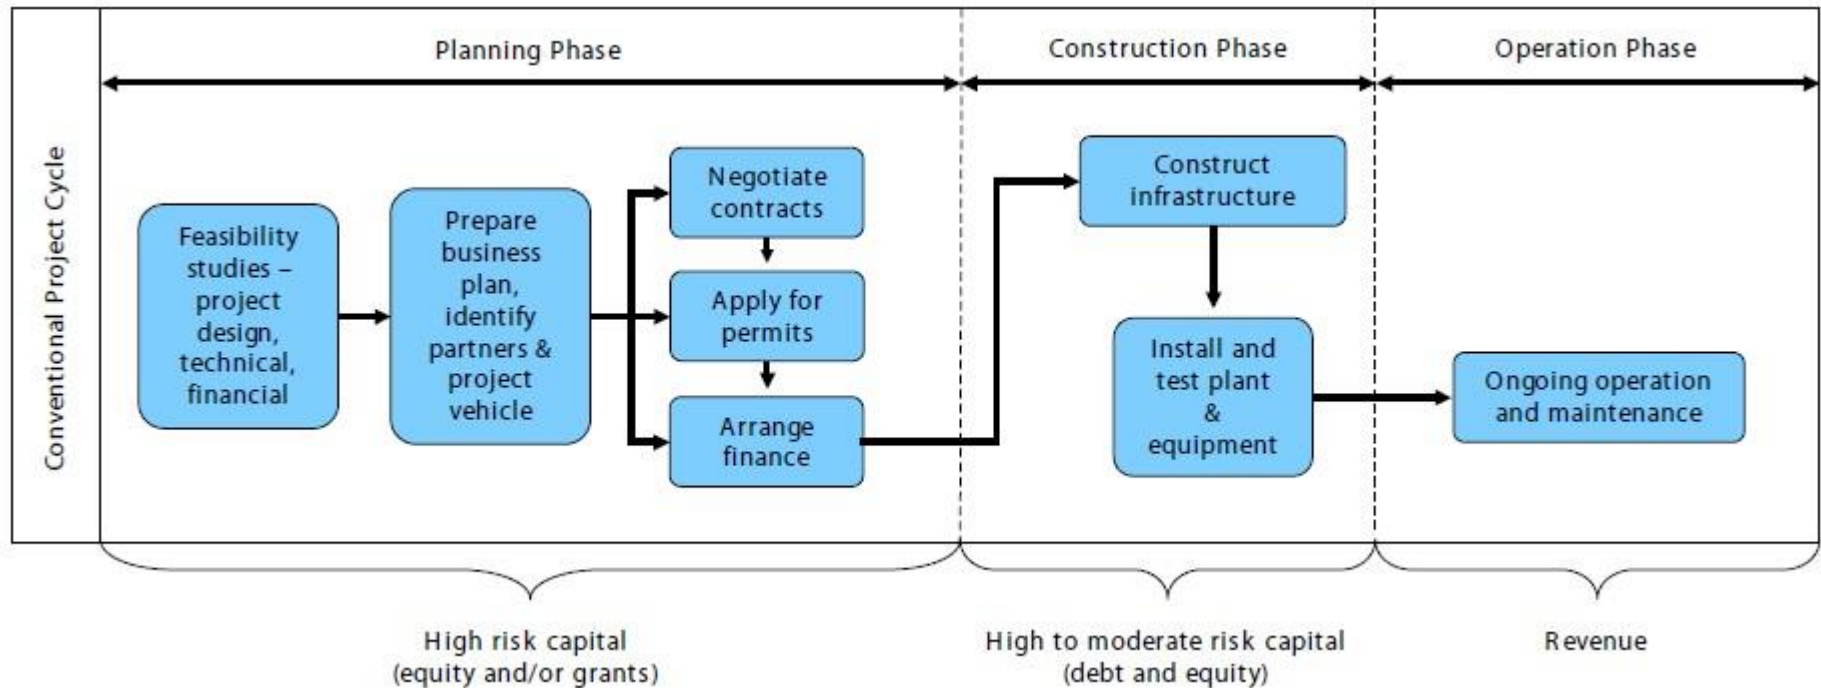 Planning Phase
Construction Phase
Operation Phase
Conventional Project Cycle
Feasibility
studies –
project
design,
technical,
financial
Prepare
business
plan,
identify
partners &
project
vehicle
Negotiate
contracts
Apply for
permits
Arrange
finance
Construct
infrastructure
Install and
test plant
&
equipment
Ongoing operation
and maintenance
High risk capital
(equity and/or grants)
High to moderate risk capital
(debt and equity)
Revenue